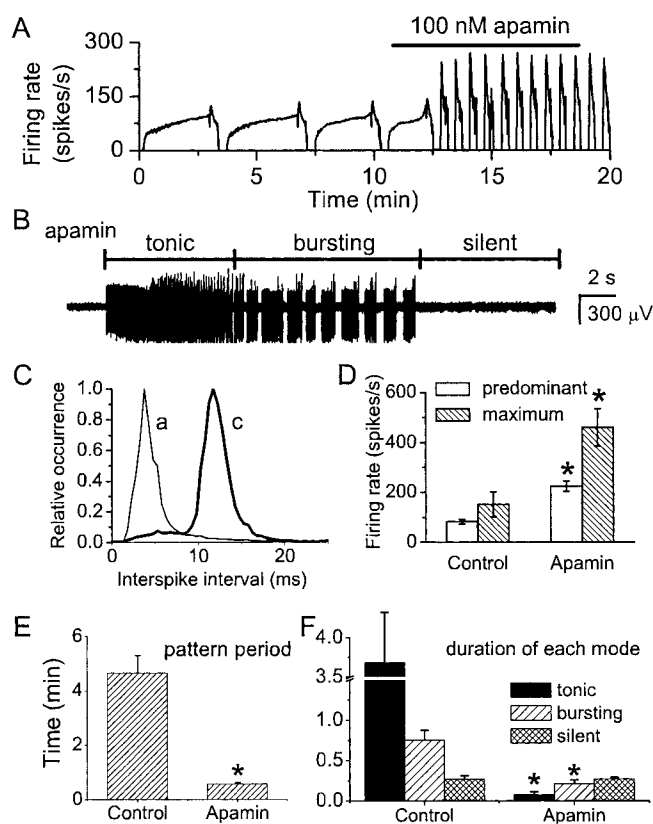 A
100 nM apamin
Firing rate
(spikes/s)
300
150
0
0 5 10 15 20
Time (min)
B
apamin
tonic bursting silent
2 s
300 µV
C
Relative occurrence
1.0
0.8
0.6
0.4
0.2
0.0
a c
0 10 20
Interspike interval (ms)
D
Firing rate (spikes/s)
600
400
200
0
predominant
maximum
*
*
Control Apamin
E
pattern period
Time (min)
6
4
2
0
*
Control Apamin
F
duration of each mode
4.0
3.5
1.0
0.5
0.0
tonic
bursting
silent
* *
Control Apamin